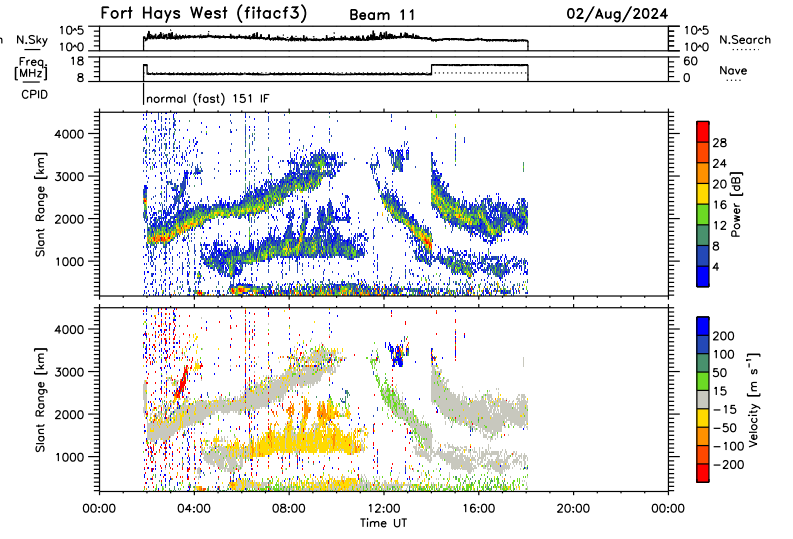 Fort Hays West (fitacf3) Beam 11 02/Aug/2024
n N.Sky 10^5 10^0 10^5 10^0 N.Search
Freq. [MHz] 18 8 60 0 Nave
CPID normal (fast) 151 IF
Slant Range [km]
4000
3000
2000
1000
28
24
20
16
12
8
4
Power [dB]
Slant Range [km]
4000
3000
2000
1000
200
100
50
15
−15
−50
−100
−200
Velocity [m s⁻¹]
00:00 04:00 08:00 12:00 16:00 20:00 00:00
Time UT